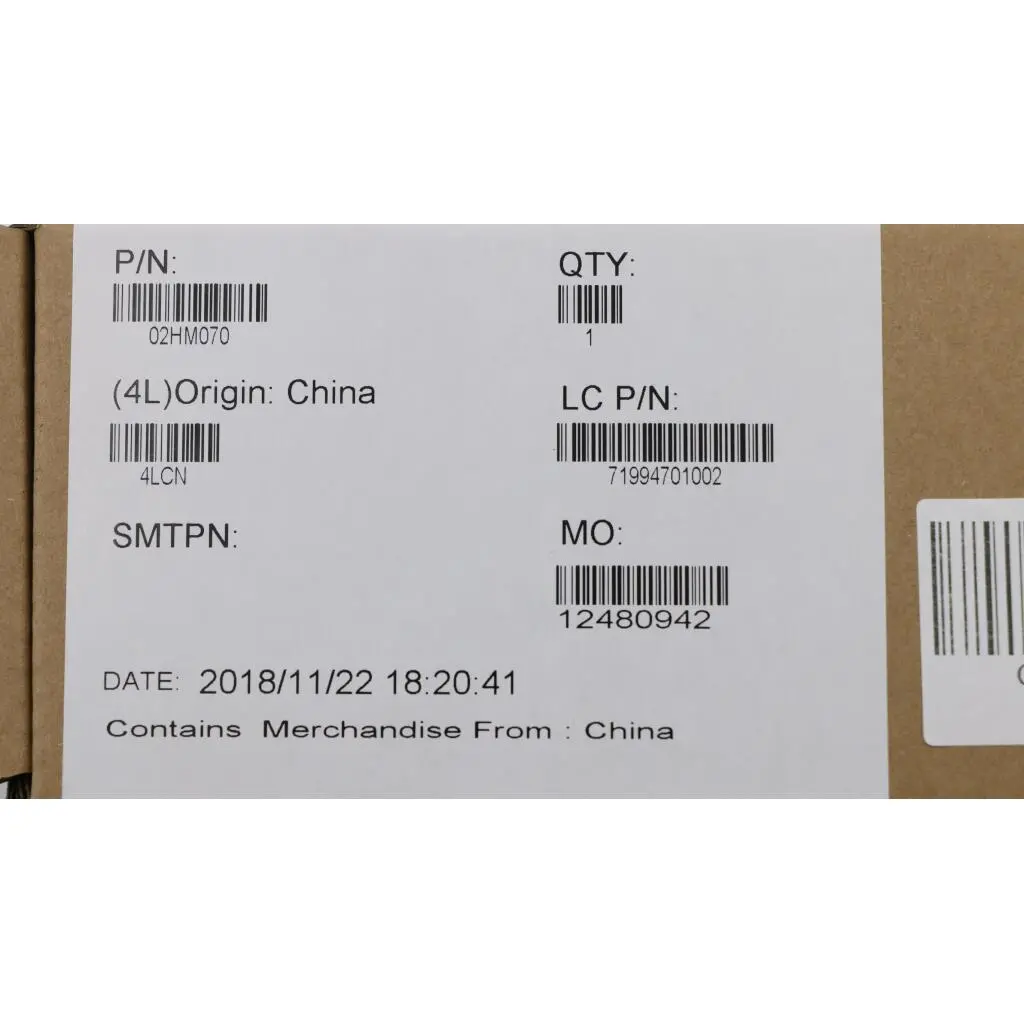 P/N:
02HM070
QTY:
1
(4L)Origin: China
4LCN
LC P/N:
71994701002
SMTPN:
MO:
12480942
DATE: 2018/11/22 18:20:41
Contains Merchandise From : China